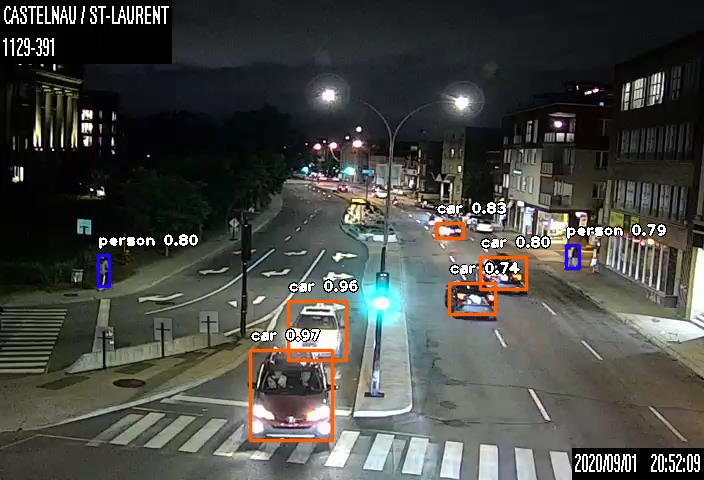 CASTELNAU / ST-LAURENT
1129-391
car 0.83
person 0.80
person 0.79
car 0.80
car 0.74
car 0.96
car 0.97
2020/09/01 20:52:09